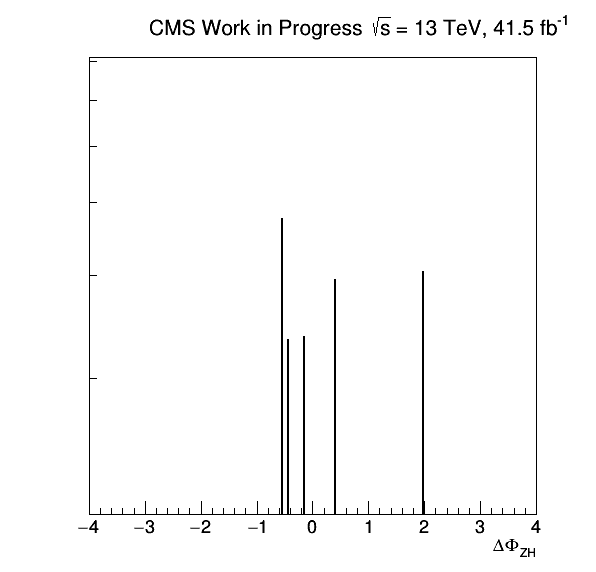 CMS Work in Progress √s = 13 TeV, 41.5 fb⁻¹
−4 −3 −2 −1 0 1 2 3 4
ΔΦ_ZH